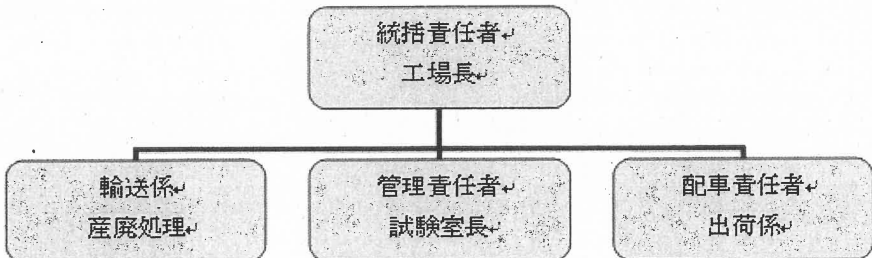 統括責任者
工場長
輸送係
産廃処理
管理責任者
試験室長
配車責任者
出荷係